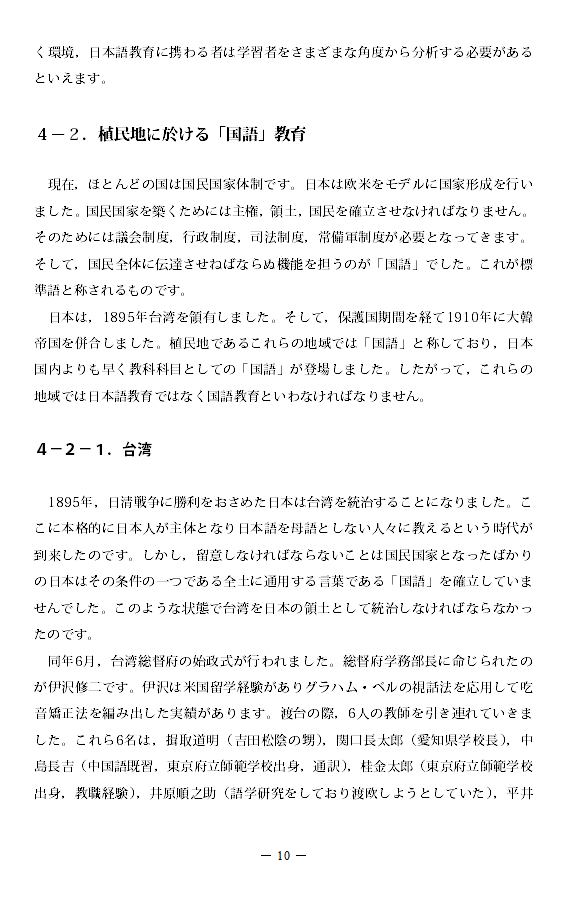 く環境，日本語教育に携わる者は学習者をさまざまな角度から分析する必要がある
といえます。
４－２．植民地に於ける「国語」教育
現在，ほとんどの国は国民国家体制です。日本は欧米をモデルに国家形成を行い
ました。国民国家を築くためには主権，領土，国民を確立させなければなりません。
そのためには議会制度，行政制度，司法制度，常備軍制度が必要となってきます。
そして，国民全体に伝達させねばならぬ機能を担うのが「国語」でした。これが標
準語と称されるものです。
日本は，1895年台湾を領有しました。そして，保護国期間を経て1910年に大韓
帝国を併合しました。植民地であるこれらの地域では「国語」と称しており，日本
国内よりも早く教科科目としての「国語」が登場しました。したがって，これらの
地域では日本語教育ではなく国語教育といわなければなりません。
４－２－１．台湾
1895年，日清戦争に勝利をおさめた日本は台湾を統治することになりました。こ
こに本格的に日本人が主体となり日本語を母語としない人々に教えるという時代が
到来したのです。しかし，留意しなければならないことは国民国家となったばかり
の日本はその条件の一つである全土に通用する言葉である「国語」を確立していま
せんでした。このような状態で台湾を日本の領土として統治しなければならなかっ
たのです。
同年6月，台湾総督府の始政式が行われました。総督府学務部長に命じられたの
が伊沢修二です。伊沢は米国留学経験がありグラハム・ベルの視話法を応用して吃
音矯正法を編み出した実績があります。渡台の際，6人の教師を引き連れていきま
した。これら6名は，揖取道明（吉田松陰の甥），関口長太郎（愛知県学校長），中
島長吉（中国語既習，東京府立師範学校出身，通訳），桂金太郎（東京府立師範学校
出身，教職経験），井原順之助（語学研究をしており渡欧しようとしていた），平井
－ 10 －